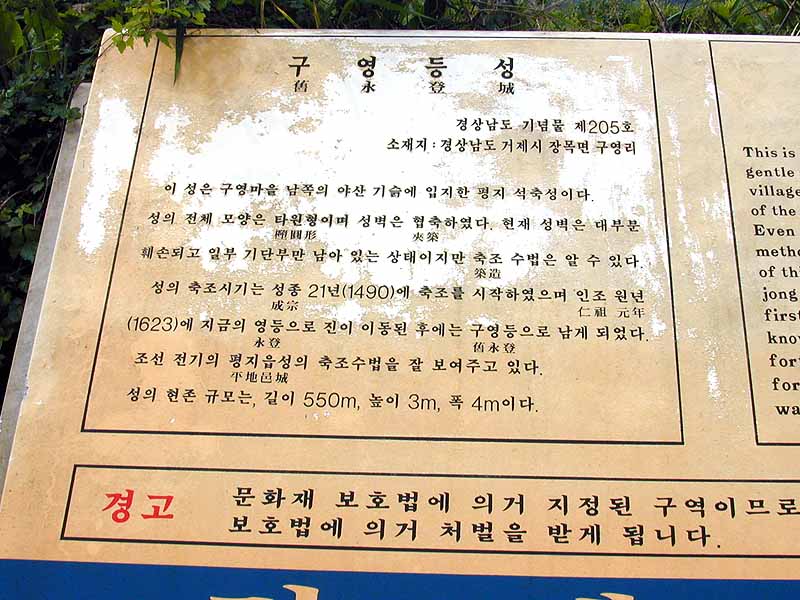 구영등성
舊永登城
경상남도 기념물 제205호
소재지 : 경상남도 거제시 장목면 구영리
이 성은 구영마을 남쪽의 야산 기슭에 입지한 평지 석축성이다.
성의 전체 모양은 타원형이며 성벽은 협축하였다. 현재 성벽은 대부분
楕圓形 夾築
훼손되고 일부 기단부만 남아 있는 상태이지만 축조 수법은 알 수 있다.
築造
성의 축조시기는 성종 21년(1490)에 축조를 시작하였으며 인조 원년
成宗 仁祖 元年
(1623)에 지금의 영등으로 진이 이동된 후에는 구영등으로 남게 되었다.
永登 舊永登
조선 전기의 평지읍성의 축조수법을 잘 보여주고 있다.
平地邑城
성의 현존 규모는, 길이 550m, 높이 3m, 폭 4m이다.
This is
gentle
village
of the
Even
metho
of th
jong
first
know
for
for
wa
경고
문화재 보호법에 의거 지정된 구역이므로
보호법에 의거 처벌을 받게 됩니다.